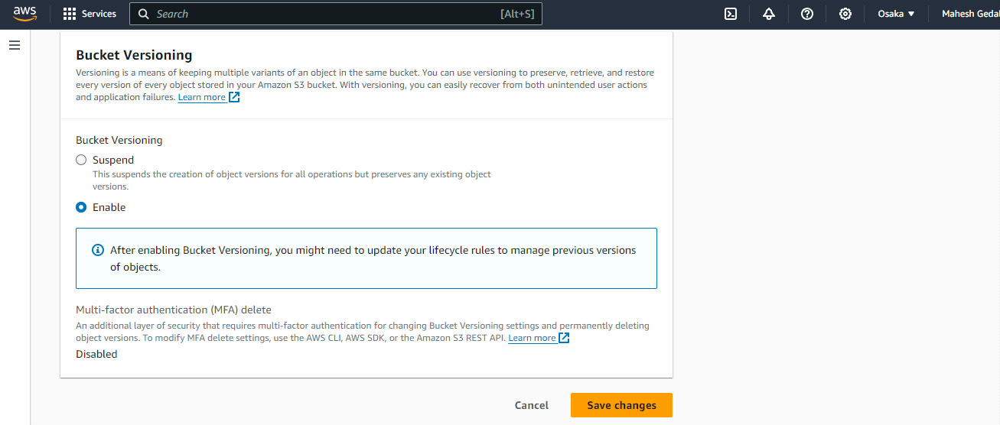 aws
Services
Search
[Alt+S]
Osaka
Mahesh Gedal
Bucket Versioning
Versioning is a means of keeping multiple variants of an object in the same bucket. You can use versioning to preserve, retrieve, and restore
every version of every object stored in your Amazon S3 bucket. With versioning, you can easily recover from both unintended user actions
and application failures. Learn more
Bucket Versioning
Suspend
This suspends the creation of object versions for all operations but preserves any existing object
versions.
Enable
After enabling Bucket Versioning, you might need to update your lifecycle rules to manage previous versions
of objects.
Multi-factor authentication (MFA) delete
An additional layer of security that requires multi-factor authentication for changing Bucket Versioning settings and permanently deleting
object versions. To modify MFA delete settings, use the AWS CLI, AWS SDK, or the Amazon S3 REST API. Learn more
Disabled
Cancel
Save changes